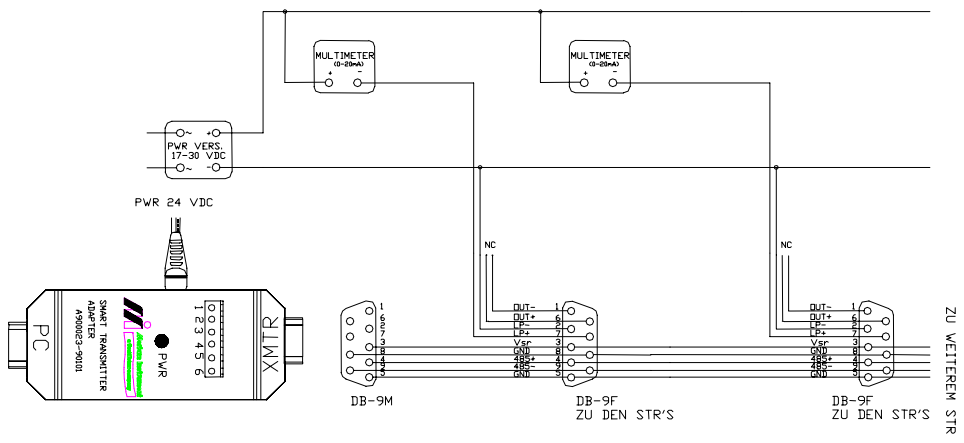 MULTIMETER
(0-20mA)
+ -
MULTIMETER
(0-20mA)
+ -
~ +
PWR VERS.
17-30 VDC
~ -
PWR 24 VDC
NC
NC
PC
SMART TRANSMITTER
ADAPTER
A900023-90101
PWR
1 2 3 4 5 6
XMTR
1
6
2
7
3
8
4
9
5
DB-9M
OUT- 1
OUT+ 6
LP- 2
LP+ 7
Vsr 3
GND 8
485+ 4
485- 9
GND 5
DB-9F
ZU DEN STR'S
OUT- 1
OUT+ 6
LP- 2
LP+ 7
Vsr 3
GND 8
485+ 4
485- 9
GND 5
DB-9F
ZU DEN STR'S
ZU WEITEREM STR